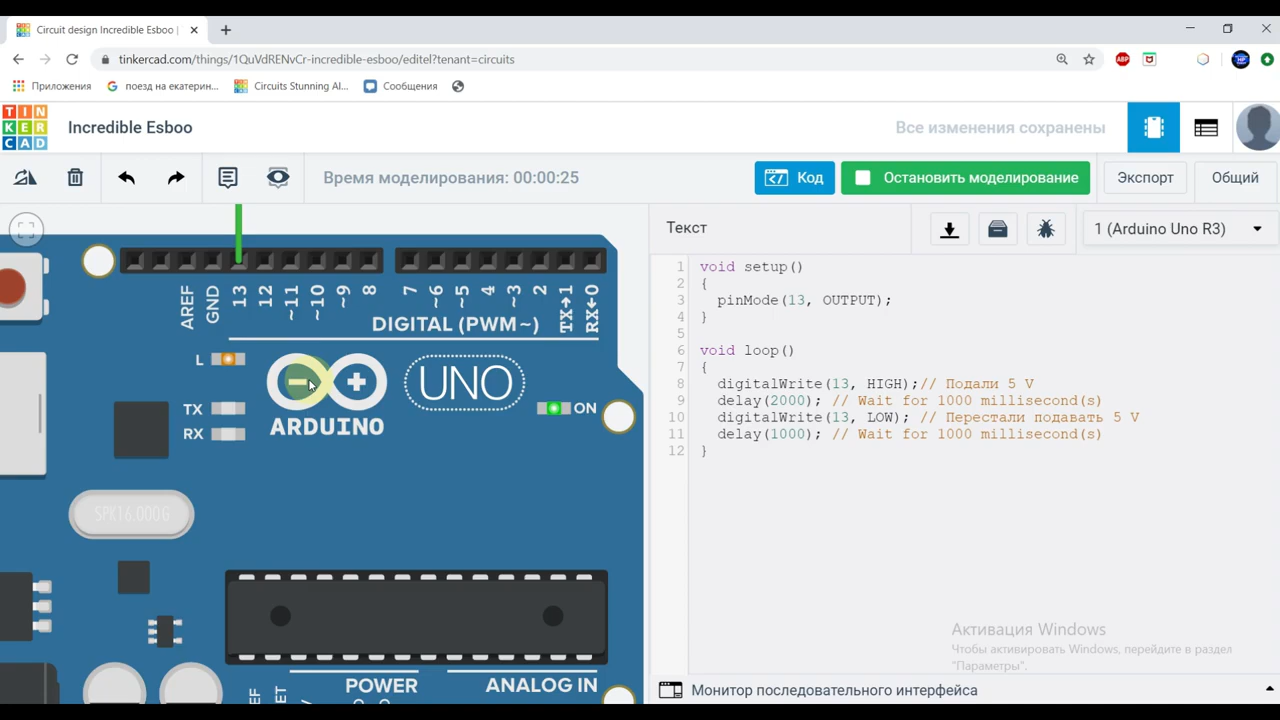 Circuit design Incredible Esboo |
tinkercad.com/things/1QuVdRENvCr-incredible-esboo/editel?tenant=circuits
ABP
HP
Приложения
поезд на екатерин...
Circuits Stunning Al...
Сообщения
TIN
KER
CAD
Incredible Esboo
Все изменения сохранены
Время моделирования: 00:00:25
Код
Остановить моделирование
Экспорт
Общий
Текст
1 (Arduino Uno R3)
AREF
GND
13
12
~11
~10
~9
8
7
~6
~5
4
~3
2
TX→1
RX←0
DIGITAL (PWM~)
L
TX
RX
UNO
ON
ARDUINO
SPK16.000G
POWER
ANALOG IN
1 void setup()
2 {
3 pinMode(13, OUTPUT);
4 }
5
6 void loop()
7 {
8 digitalWrite(13, HIGH);// Подали 5 V
9 delay(2000); // Wait for 1000 millisecond(s)
10 digitalWrite(13, LOW); // Перестали подавать 5 V
11 delay(1000); // Wait for 1000 millisecond(s)
12 }
Активация Windows
Чтобы активировать Windows, перейдите в раздел
"Параметры".
Монитор последовательного интерфейса